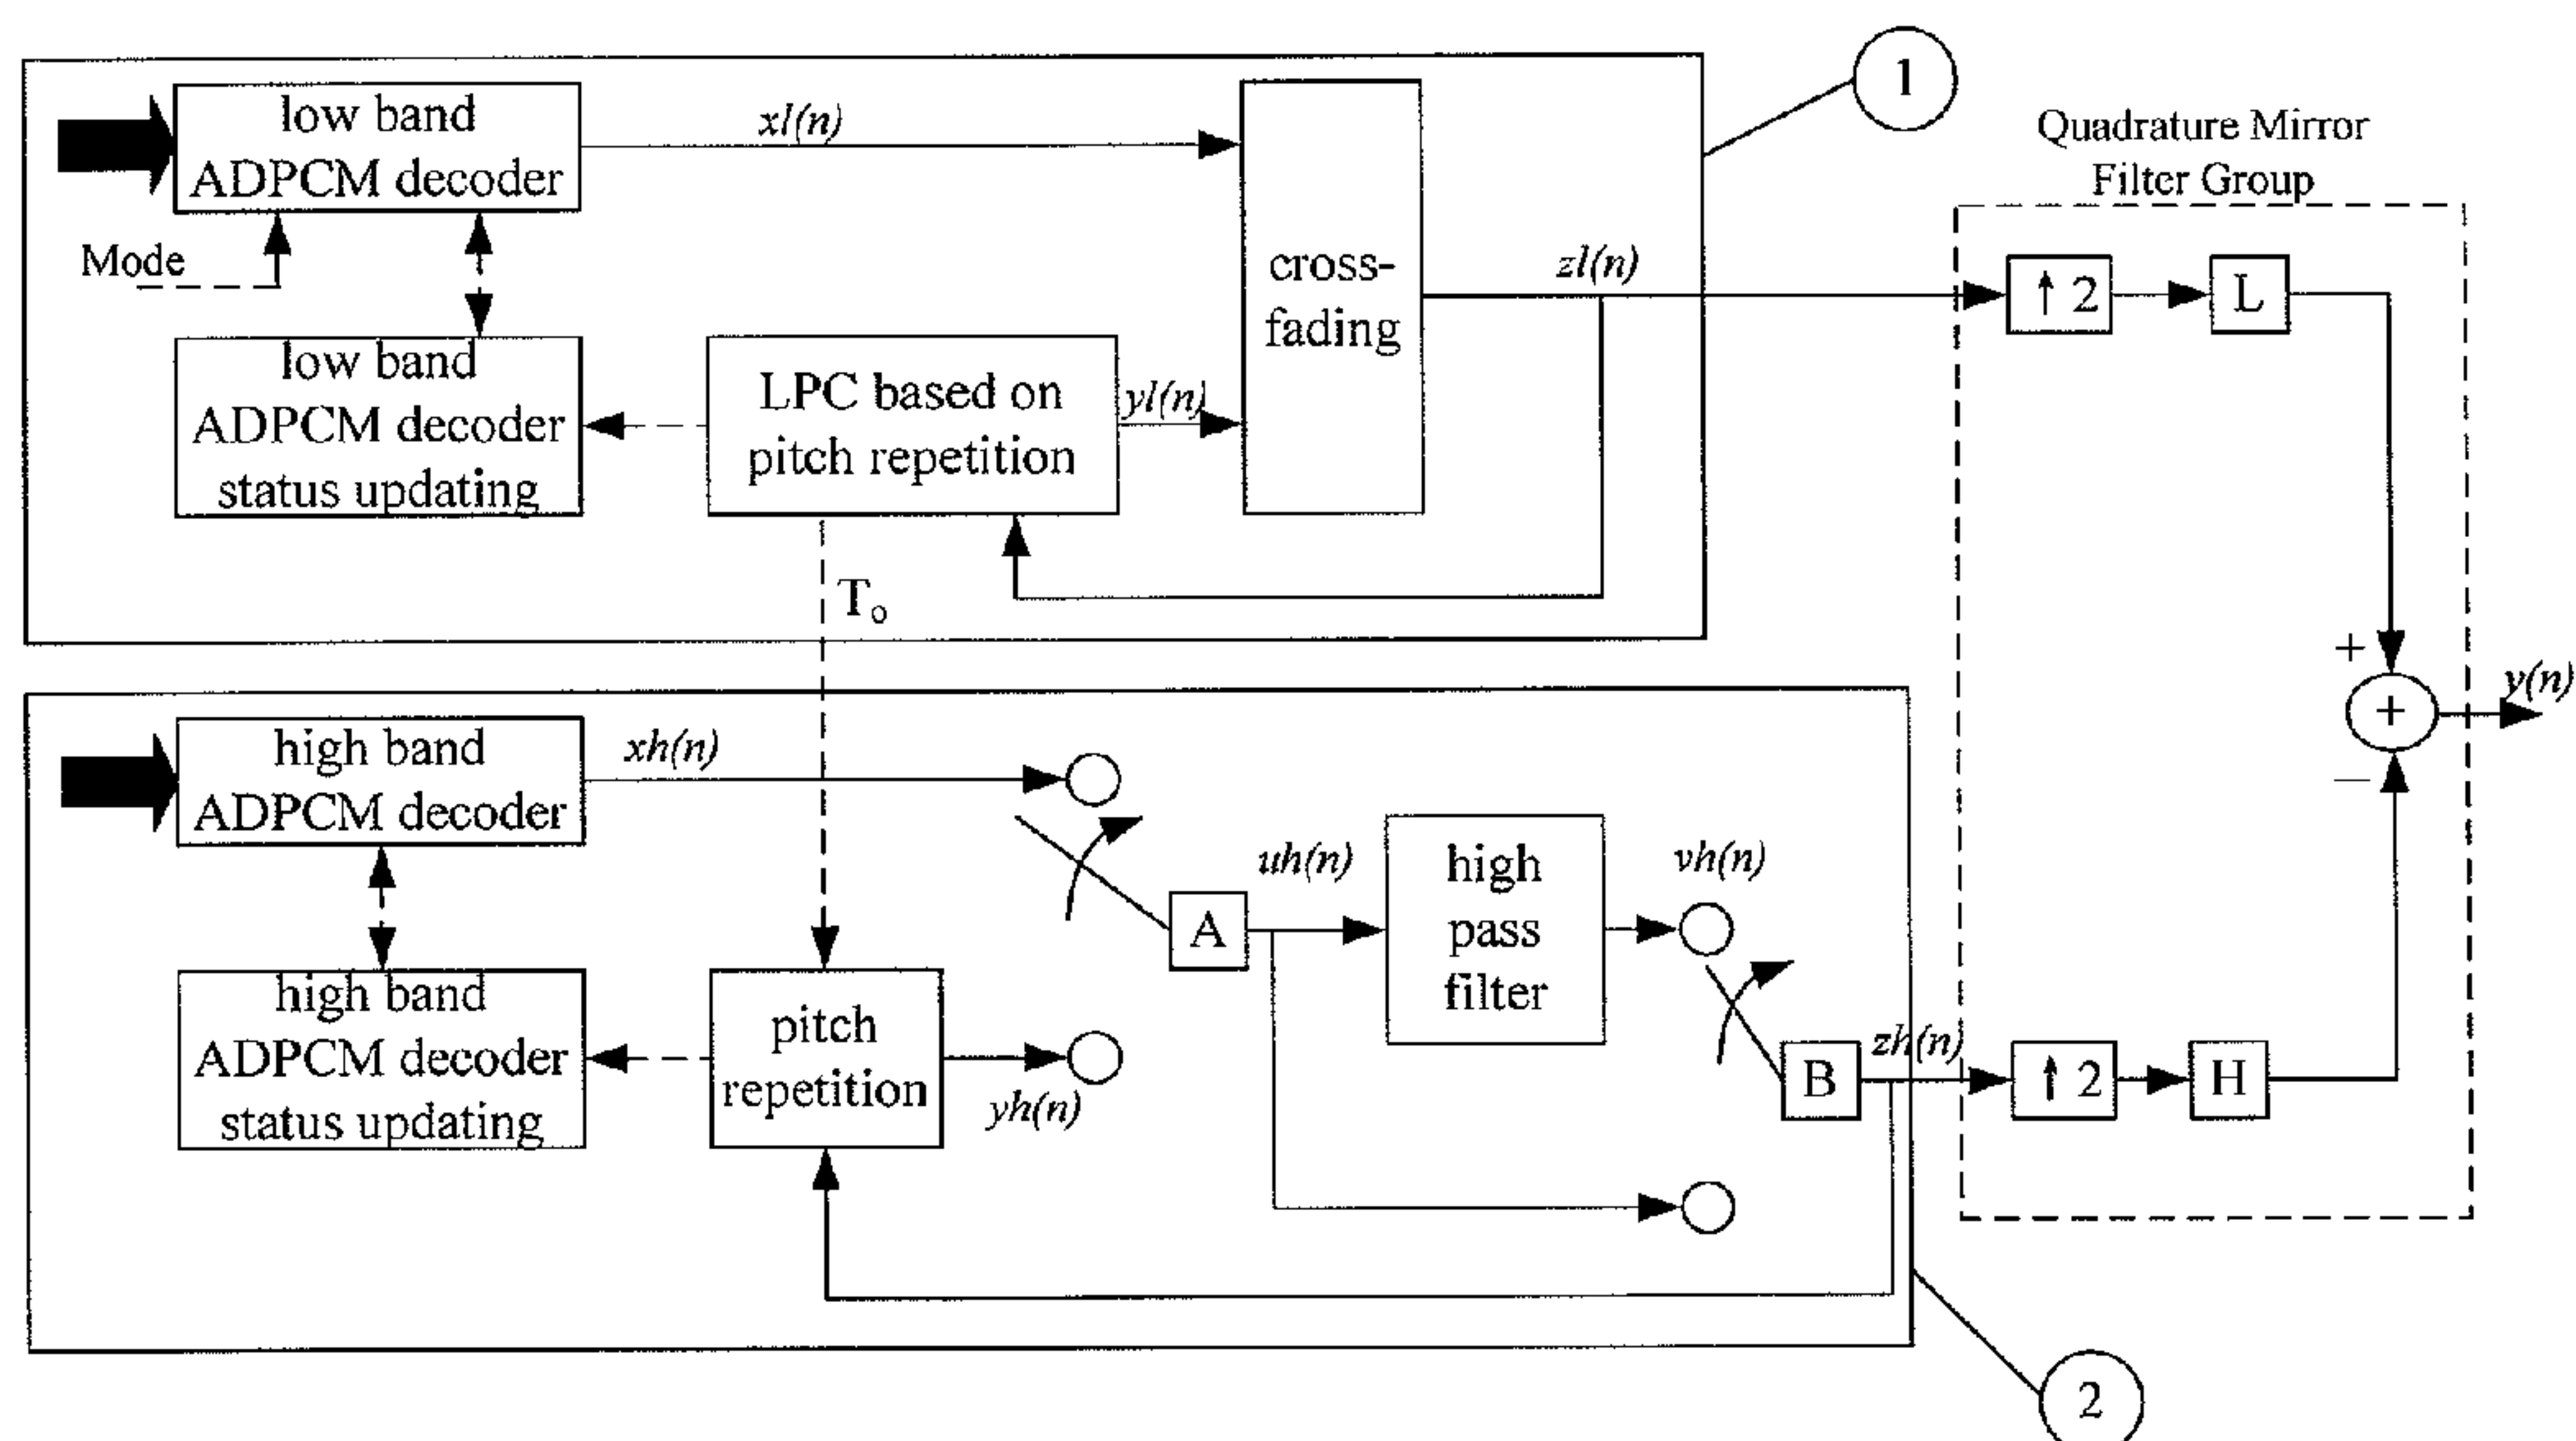 1
Quadrature Mirror
Filter Group
low band
ADPCM decoder
xl(n)
Mode
cross-
fading
zl(n)
↑ 2
L
low band
ADPCM decoder
status updating
LPC based on
pitch repetition
yl(n)
To
+
+
y(n)
−
high band
ADPCM decoder
xh(n)
A
uh(n)
high
pass
filter
vh(n)
high band
ADPCM decoder
status updating
pitch
repetition
yh(n)
B
zh(n)
↑ 2
H
2